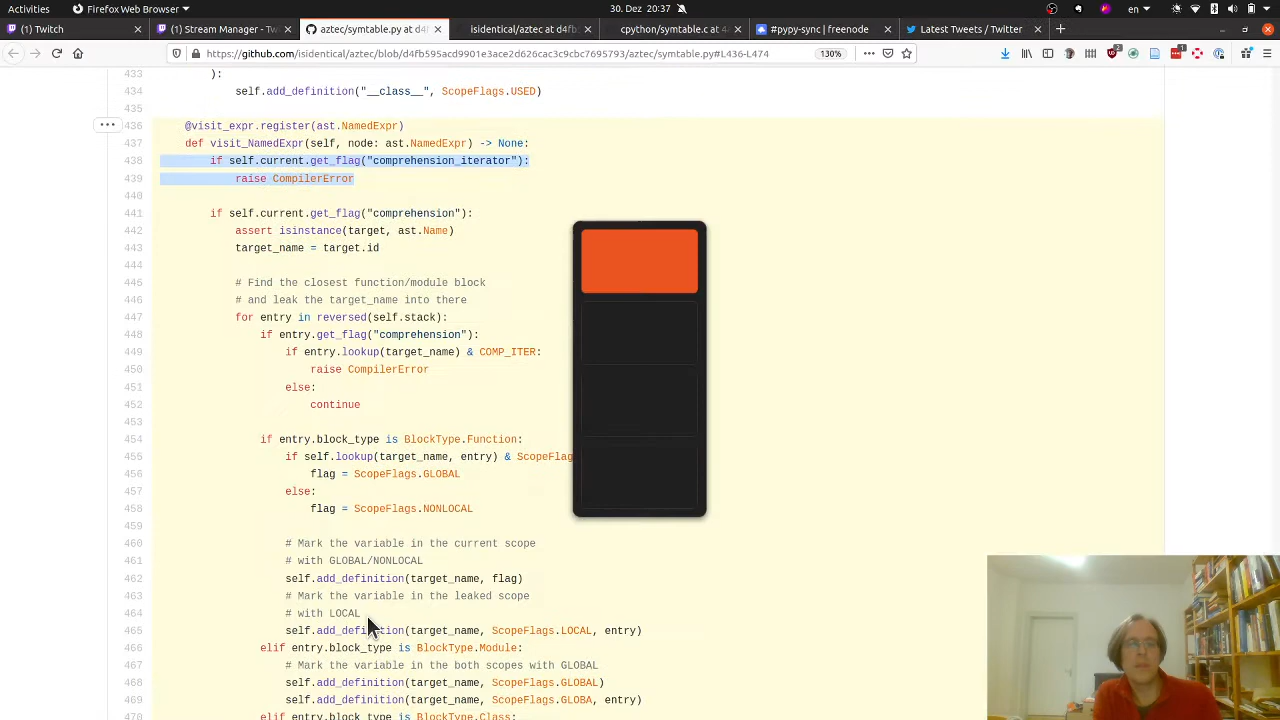 Activities
Firefox Web Browser
30. Dez 20:37
en
Twitch
Stream Manager - Twi
aztec/symtable.py at d4f
isidentical/aztec at d4fb
cpython/symtable.c at 4
#pypy-sync | freenode
Latest Tweets / Twitter
https://github.com/isidentical/aztec/blob/d4fb595acd9901e3ace2d626cac3c9cbc7695793/aztec/symtable.py#L436-L474
130%
433 ):
434 self.add_definition("__class__", ScopeFlags.USED)
435
436 @visit_expr.register(ast.NamedExpr)
437 def visit_NamedExpr(self, node: ast.NamedExpr) -> None:
438 if self.current.get_flag("comprehension_iterator"):
439 raise CompilerError
440
441 if self.current.get_flag("comprehension"):
442 assert isinstance(target, ast.Name)
443 target_name = target.id
444
445 # Find the closest function/module block
446 # and leak the target_name into there
447 for entry in reversed(self.stack):
448 if entry.get_flag("comprehension"):
449 if entry.lookup(target_name) & COMP_ITER:
450 raise CompilerError
451 else:
452 continue
453
454 if entry.block_type is BlockType.Function:
455 if self.lookup(target_name, entry) & ScopeFlag
456 flag = ScopeFlags.GLOBAL
457 else:
458 flag = ScopeFlags.NONLOCAL
459
460 # Mark the variable in the current scope
461 # with GLOBAL/NONLOCAL
462 self.add_definition(target_name, flag)
463 # Mark the variable in the leaked scope
464 # with LOCAL
465 self.add_definition(target_name, ScopeFlags.LOCAL, entry)
466 elif entry.block_type is BlockType.Module:
467 # Mark the variable in the both scopes with GLOBAL
468 self.add_definition(target_name, ScopeFlags.GLOBAL)
469 self.add_definition(target_name, ScopeFlags.GLOBA, entry)
470 elif entry.block_type is BlockType.Class: